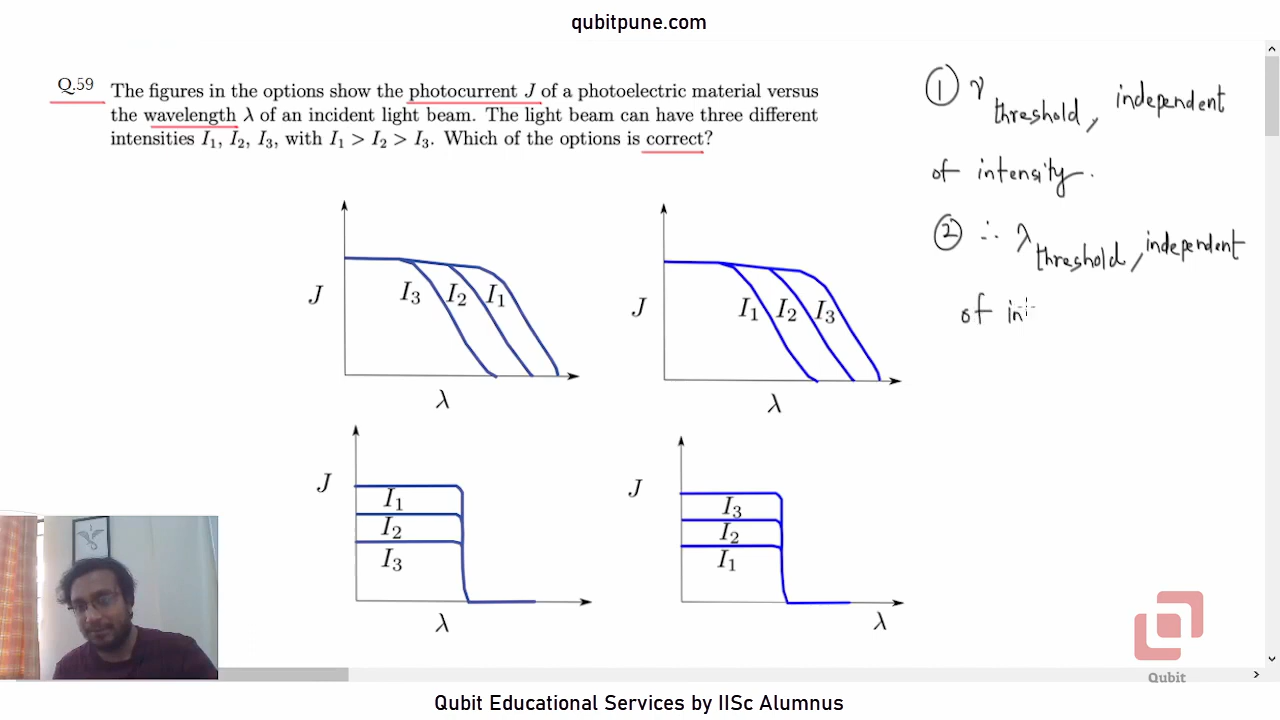 qubitpune.com
Q.59 The figures in the options show the photocurrent J of a photoelectric material versus
the wavelength λ of an incident light beam. The light beam can have three different
intensities I₁, I₂, I₃, with I₁ > I₂ > I₃. Which of the options is correct?
① ν threshold, independent
of intensity.
② ∴ λ threshold, independent
of int
J
I₃ I₂ I₁
λ
J
I₁ I₂ I₃
λ
J
I₁
I₂
I₃
λ
J
I₃
I₂
I₁
λ
Qubit
Qubit Educational Services by IISc Alumnus